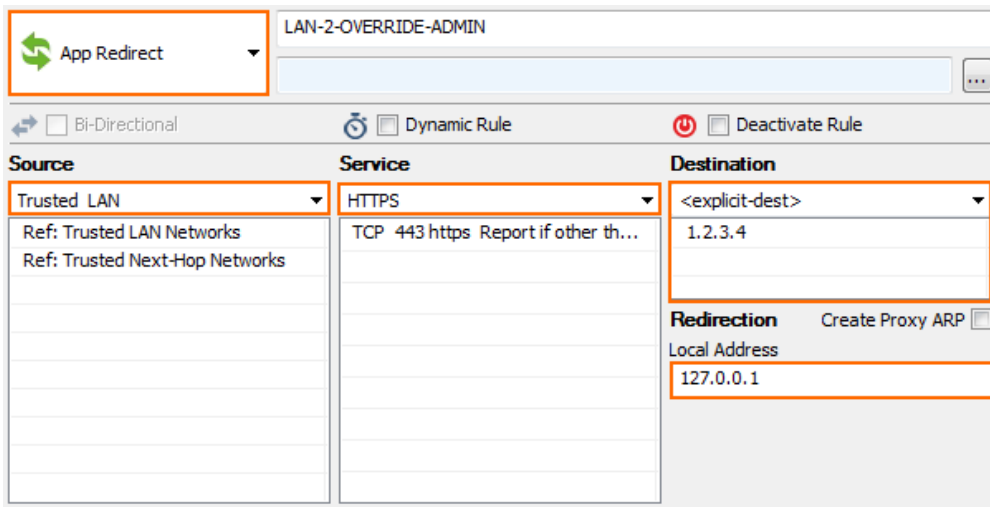 App Redirect
LAN-2-OVERRIDE-ADMIN
...
Bi-Directional
Dynamic Rule
Deactivate Rule
Source
Trusted LAN
Ref: Trusted LAN Networks
Ref: Trusted Next-Hop Networks
Service
HTTPS
TCP 443 https Report if other th...
Destination
<explicit-dest>
1.2.3.4
Redirection
Create Proxy ARP
Local Address
127.0.0.1